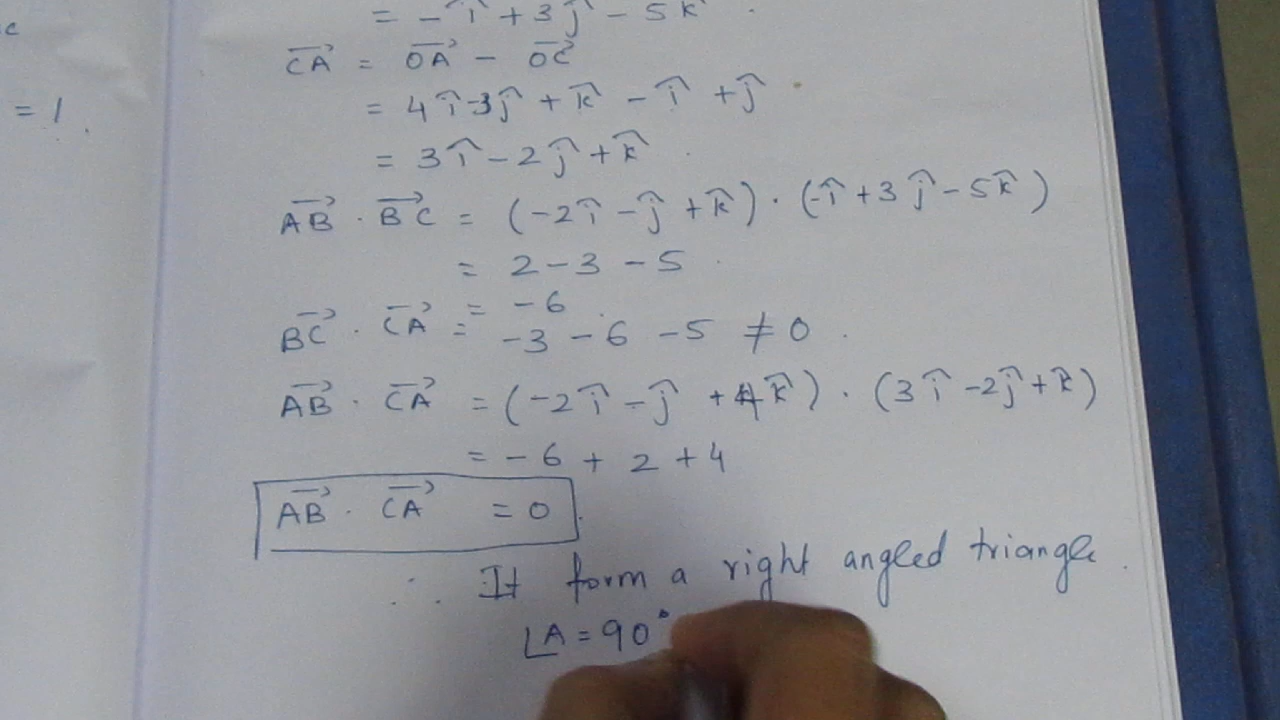 c
= 1
= -î + 3ĵ - 5k̂
CA⃗ = OA⃗ - OC⃗
= 4î - 3ĵ + k̂ - î + ĵ
= 3î - 2ĵ + k̂
AB⃗ · BC⃗ = (-2î - ĵ + k̂) · (-î + 3ĵ - 5k̂)
= 2 - 3 - 5
= -6
BC⃗ · CA⃗ = -3 - 6 - 5 ≠ 0
AB⃗ · CA⃗ = (-2î - ĵ + 4k̂) · (3î - 2ĵ + k̂)
= -6 + 2 + 4
AB⃗ · CA⃗ = 0
∴ It form a right angled triangle.
∠A = 90°